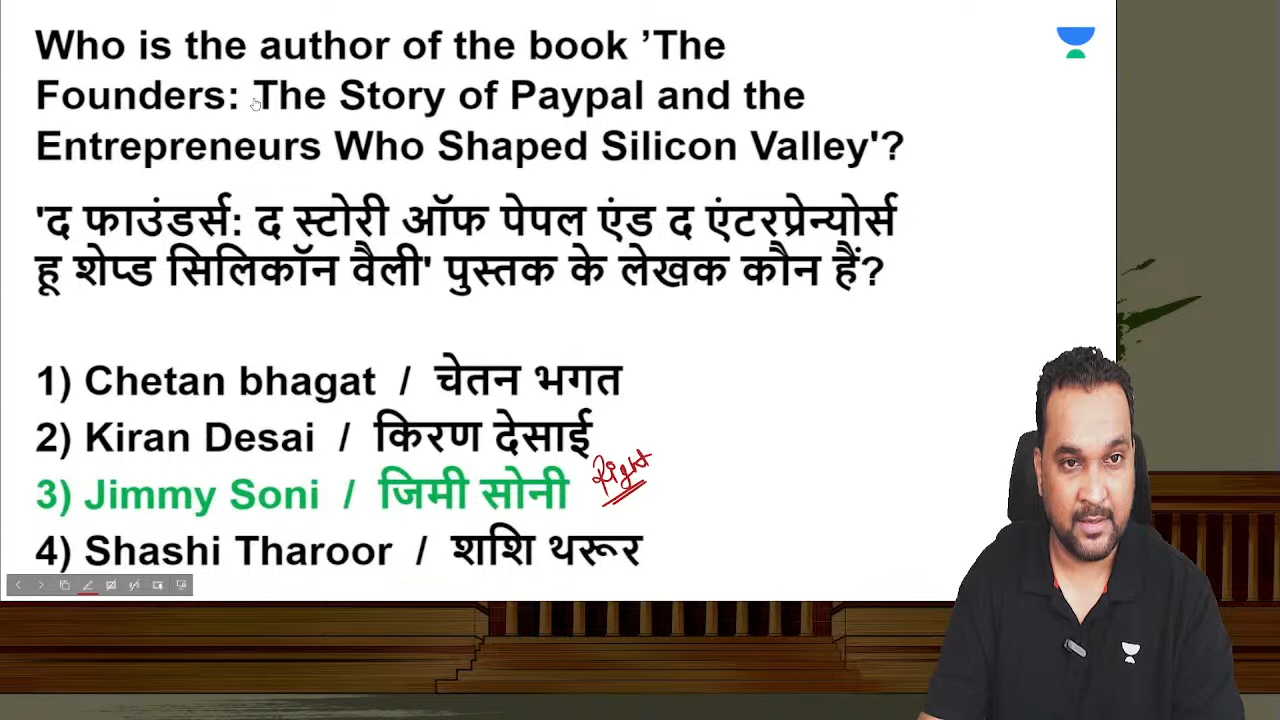 Who is the author of the book ’The
Founders: The Story of Paypal and the
Entrepreneurs Who Shaped Silicon Valley'?
'द फाउंडर्स: द स्टोरी ऑफ पेपल एंड द एंटरप्रेन्योर्स
हू शेप्ड सिलिकॉन वैली' पुस्तक के लेखक कौन हैं?
1) Chetan bhagat / चेतन भगत
2) Kiran Desai / किरण देसाई
3) Jimmy Soni / जिमी सोनी Right
4) Shashi Tharoor / शशि थरूर